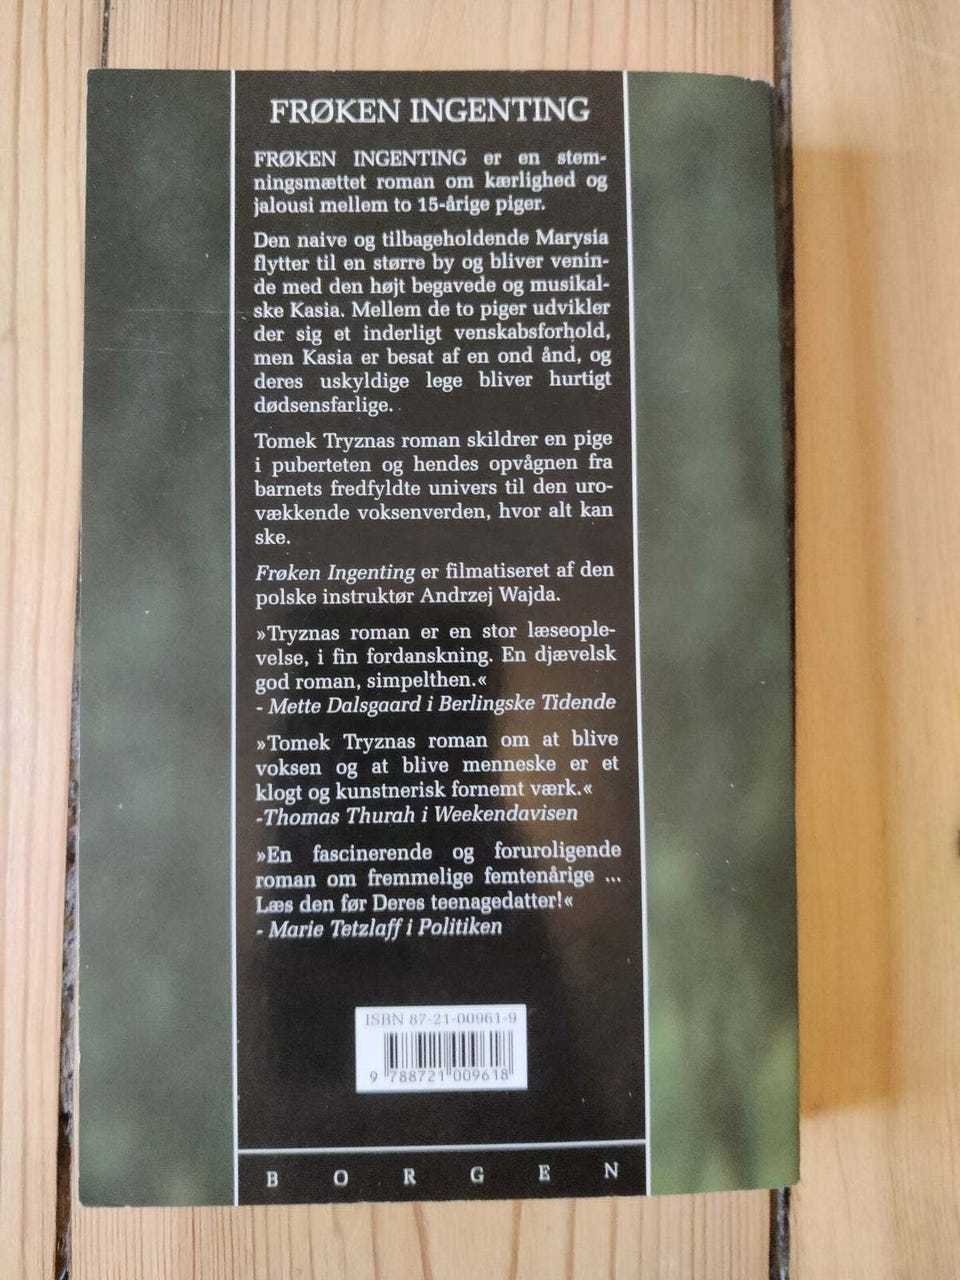 FRØKEN INGENTING
FRØKEN INGENTING er en stem-
ningsmættet roman om kærlighed og
jalousi mellem to 15-årige piger.
Den naive og tilbageholdende Marysia
flytter til en større by og bliver venin-
de med den højt begavede og musikal-
ske Kasia. Mellem de to piger udvikler
der sig et inderligt venskabsforhold,
men Kasia er besat af en ond ånd, og
deres uskyldige lege bliver hurtigt
dødsensfarlige.
Tomek Tryznas roman skildrer en pige
i puberteten og hendes opvågnen fra
barnets fredfyldte univers til den uro-
vækkende voksenverden, hvor alt kan
ske.
Frøken Ingenting er filmatiseret af den
polske instruktør Andrzej Wajda.
»Tryznas roman er en stor læseople-
velse, i fin fordanskning. En djævelsk
god roman, simpelthen.«
- Mette Dalsgaard i Berlingske Tidende
»Tomek Tryznas roman om at blive
voksen og at blive menneske er et
klogt og kunstnerisk fornemt værk.«
-Thomas Thurah i Weekendavisen
»En fascinerende og foruroligende
roman om fremmelige femtenårige ...
Læs den før Deres teenagedatter!«
- Marie Tetzlaff i Politiken
ISBN 87-21-00961-9
9 788721 009618
BORGEN